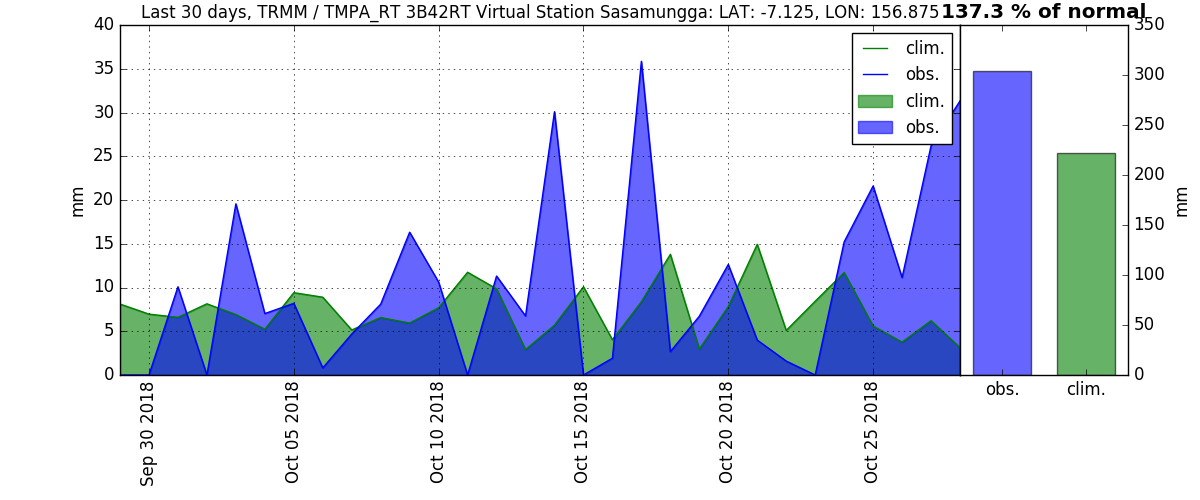 Last 30 days, TRMM / TMPA_RT 3B42RT Virtual Station Sasamungga: LAT: -7.125, LON: 156.875 137.3 % of normal
40
35
30
25
20
15
10
5
0
mm
clim.
obs.
clim.
obs.
Sep 30 2018
Oct 05 2018
Oct 10 2018
Oct 15 2018
Oct 20 2018
Oct 25 2018
350
300
250
200
150
100
50
0
mm
obs. clim.